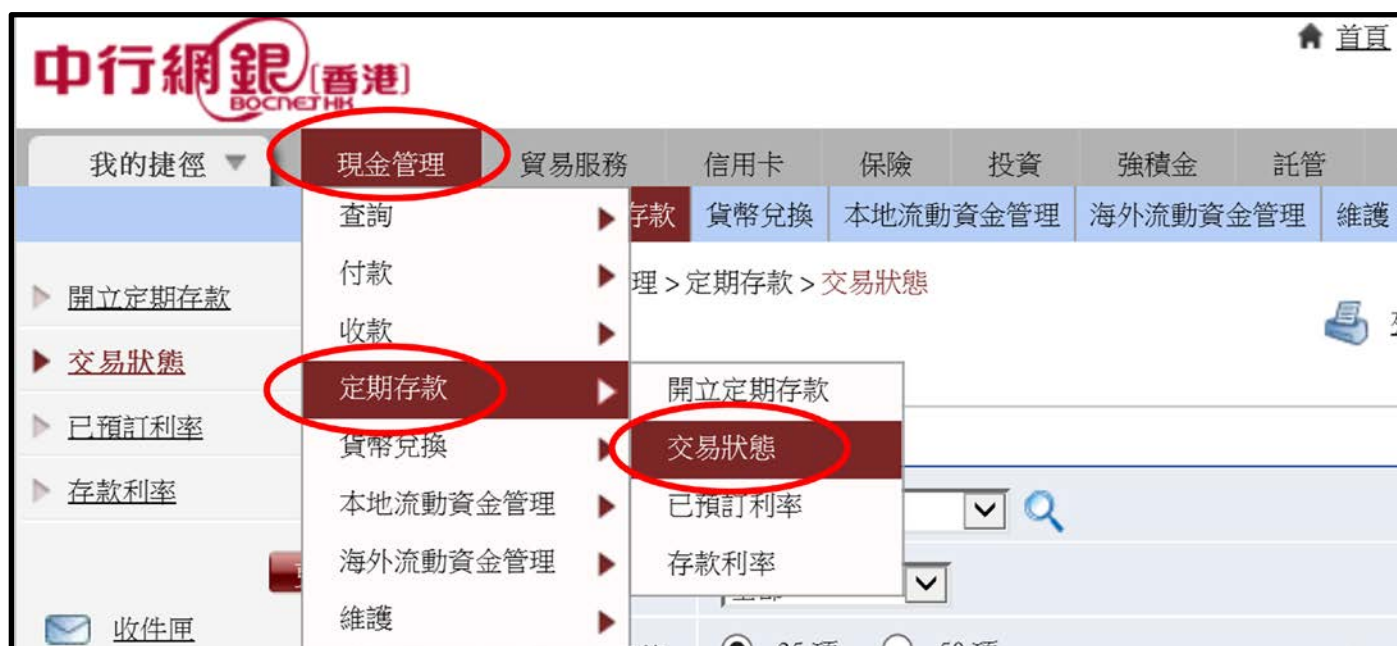 中行網銀[香港]
BOCNETHK
首頁
我的捷徑 現金管理 貿易服務 信用卡 保險 投資 強積金 託管
存款 貨幣兌換 本地流動資金管理 海外流動資金管理 維護
理 > 定期存款 > 交易狀態
開立定期存款
交易狀態
已預訂利率
存款利率
收件匣
查詢
付款
收款
定期存款
貨幣兌換
本地流動資金管理
海外流動資金管理
維護
開立定期存款
交易狀態
已預訂利率
存款利率